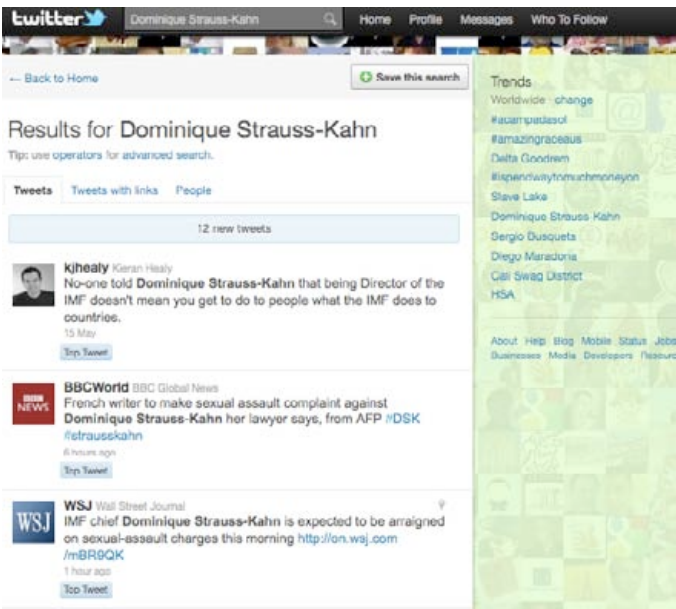 twitter
Dominique Strauss-Kahn
Home Profile Messages Who To Follow
← Back to Home
Save this search
Results for Dominique Strauss-Kahn
Tip: use operators for advanced search.
Tweets Tweets with links People
12 new tweets
kjhealy Kieran Healy
No-one told Dominique Strauss-Kahn that being Director of the
IMF doesn't mean you get to do to people what the IMF does to
countries.
15 May
Top Tweet
BBC
NEWS
BBCWorld BBC Global News
French writer to make sexual assault complaint against
Dominique Strauss-Kahn her lawyer says, from AFP #DSK
#strausskahn
6 hours ago
Top Tweet
WSJ
WSJ Wall Street Journal
IMF chief Dominique Strauss-Kahn is expected to be arraigned
on sexual-assault charges this morning http://on.wsj.com
/mBR9QK
1 hour ago
Top Tweet
Trends
Worldwide · change
#acampadasol
#amazingraceaus
Delta Goodrem
#ispendwaytomuchmoneyon
Slave Lake
Dominique Strauss-Kahn
Sergio Busquets
Diego Maradona
Cali Swag District
HSA
About Help Blog Mobile Status Jobs
Businesses Media Developers